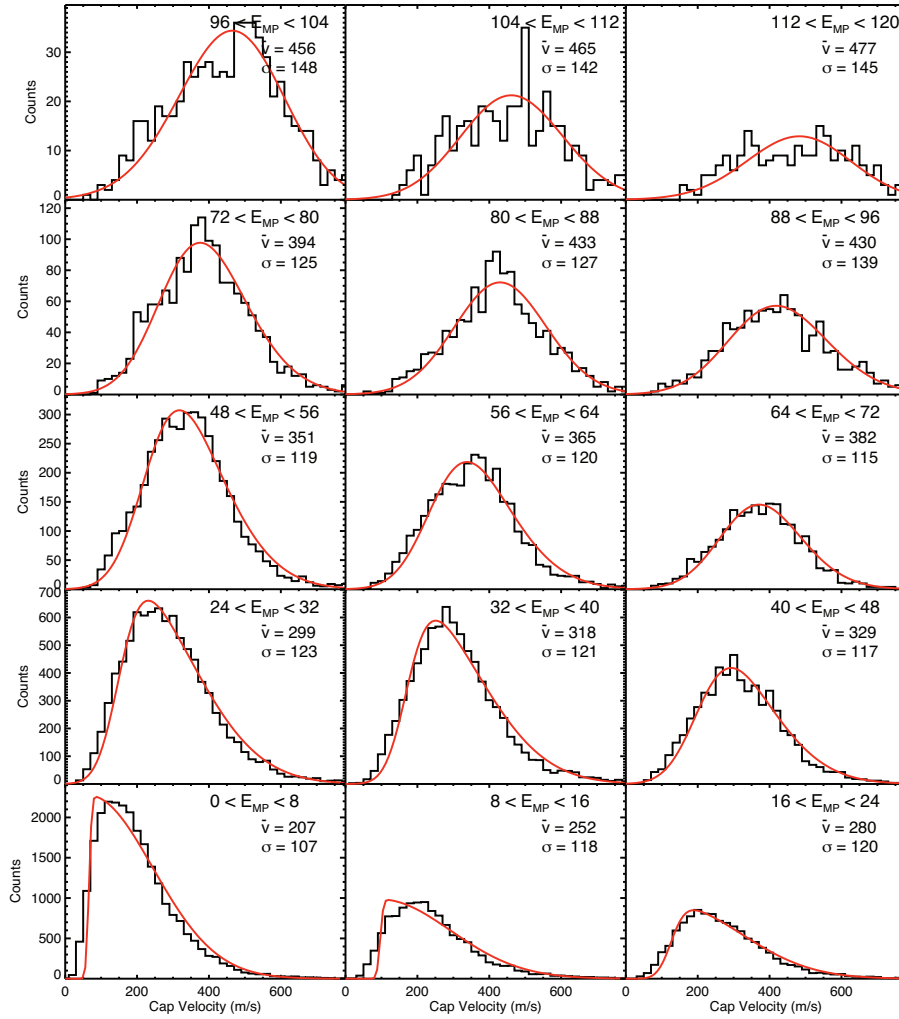 96 < E_MP < 104
v̄ = 456
σ = 148
104 < E_MP < 112
v̄ = 465
σ = 142
112 < E_MP < 120
v̄ = 477
σ = 145
Counts
30
20
10
0
72 < E_MP < 80
v̄ = 394
σ = 125
80 < E_MP < 88
v̄ = 433
σ = 127
88 < E_MP < 96
v̄ = 430
σ = 139
Counts
120
100
80
60
40
20
0
48 < E_MP < 56
v̄ = 351
σ = 119
56 < E_MP < 64
v̄ = 365
σ = 120
64 < E_MP < 72
v̄ = 382
σ = 115
Counts
300
250
200
150
100
50
0
24 < E_MP < 32
v̄ = 299
σ = 123
32 < E_MP < 40
v̄ = 318
σ = 121
40 < E_MP < 48
v̄ = 329
σ = 117
Counts
700
600
500
400
300
200
100
0
0 < E_MP < 8
v̄ = 207
σ = 107
8 < E_MP < 16
v̄ = 252
σ = 118
16 < E_MP < 24
v̄ = 280
σ = 120
Counts
2000
1500
1000
500
0
0 200 400 600
0 200 400 600
0 200 400 600
Cap Velocity (m/s)
Cap Velocity (m/s)
Cap Velocity (m/s)